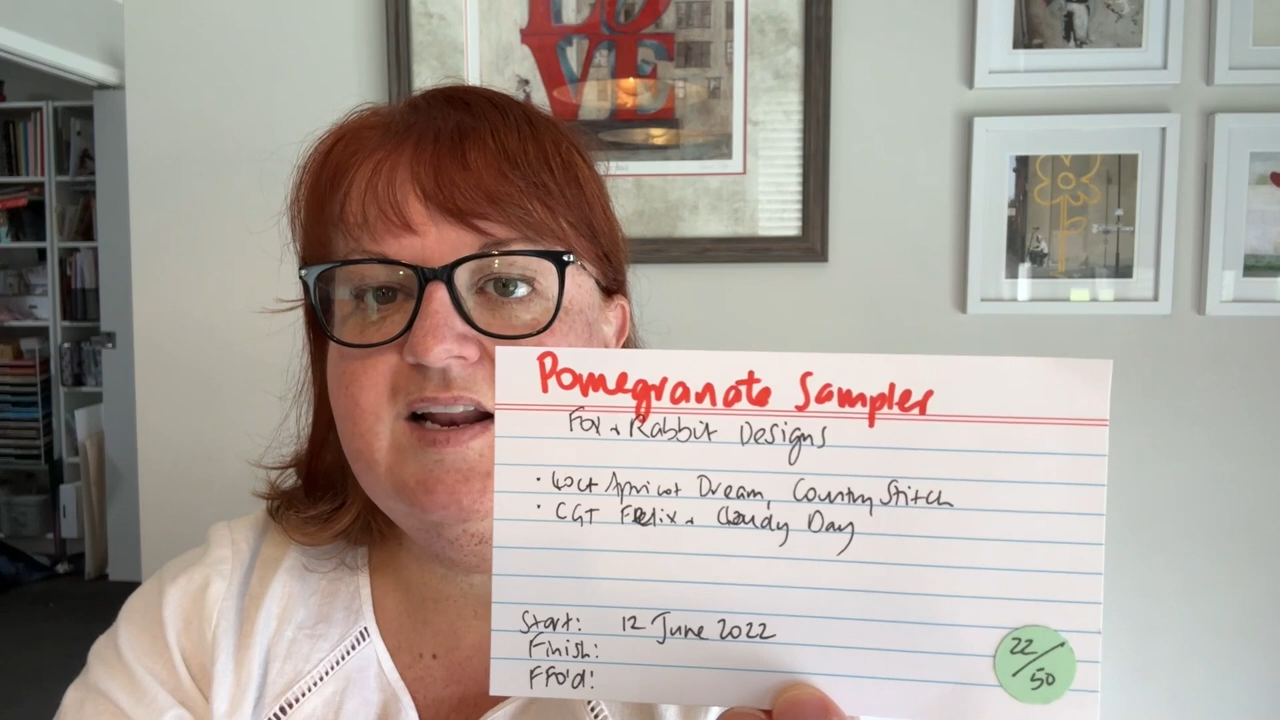 LOVE
Pomegranate Sampler
Fox + Rabbit Designs
· 40ct Apricot Dream, Country Stitch
· CGT Felix + Cloudy Day
Start: 12 June 2022
Finish:
FFO'd:
22/50